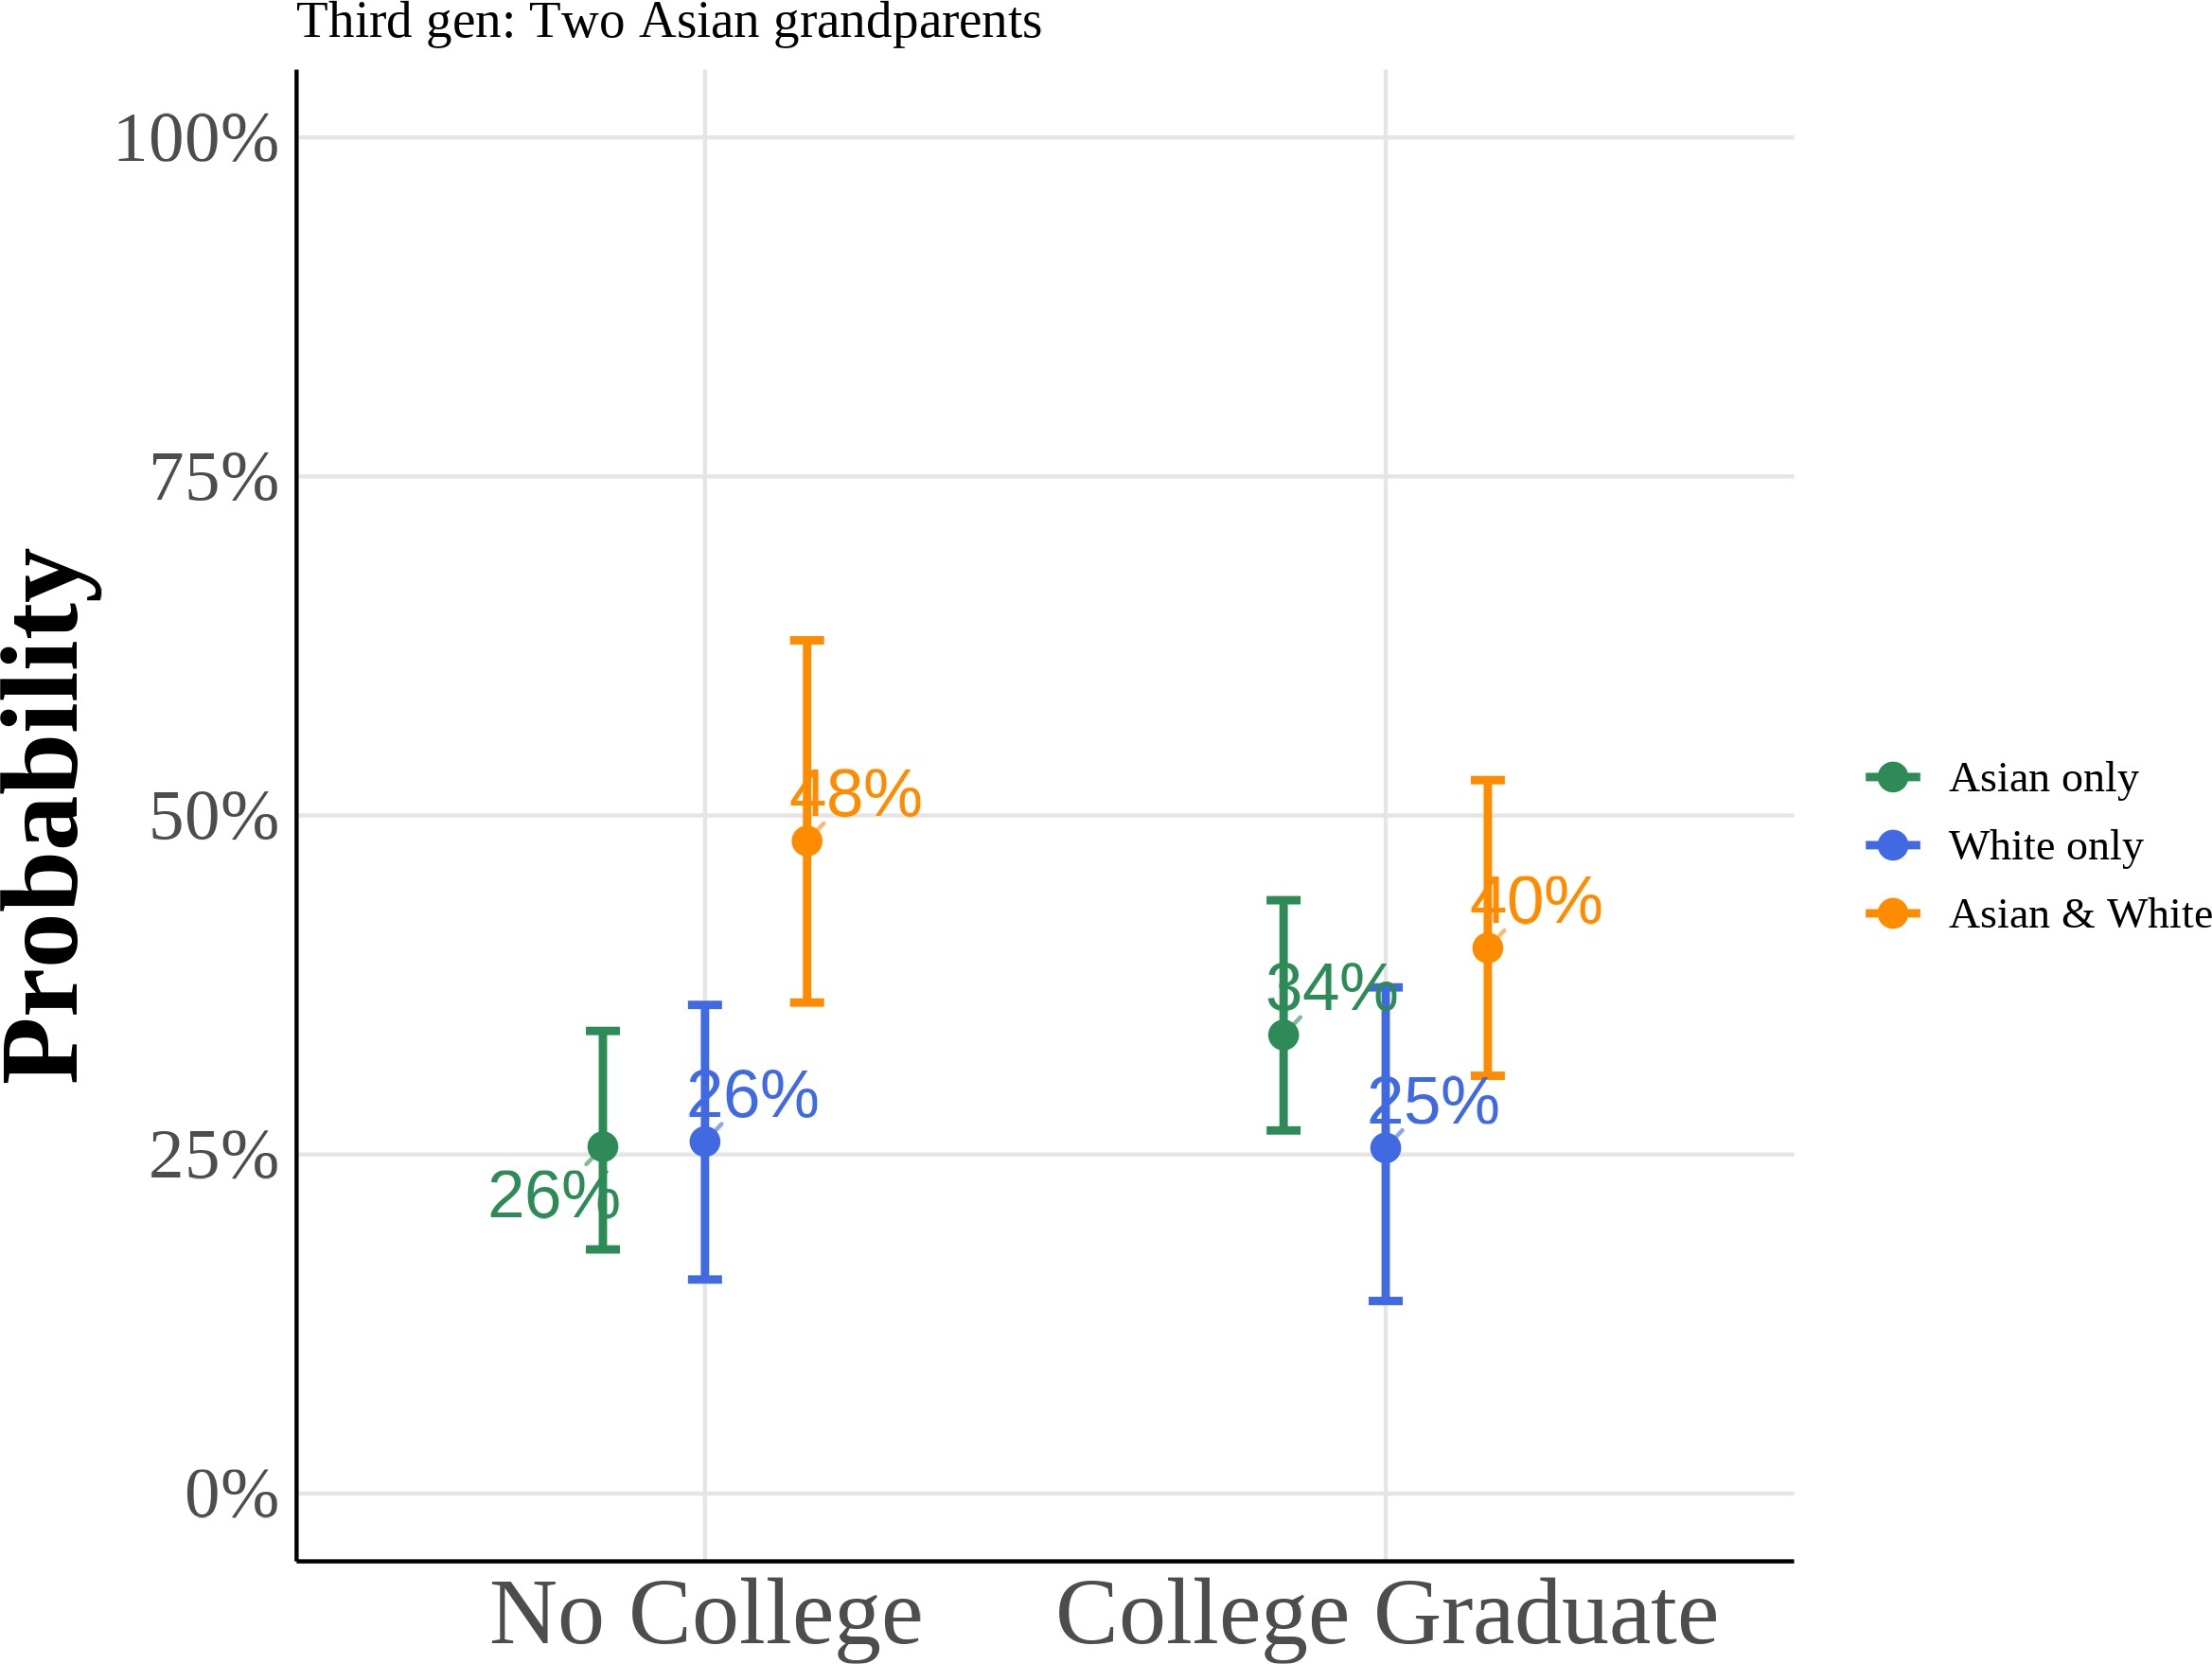 Third gen: Two Asian grandparents
100%
75%
50%
25%
0%
Probability
48%
40%
34%
26%
25%
26%
Asian only
White only
Asian & White
No College
College Graduate